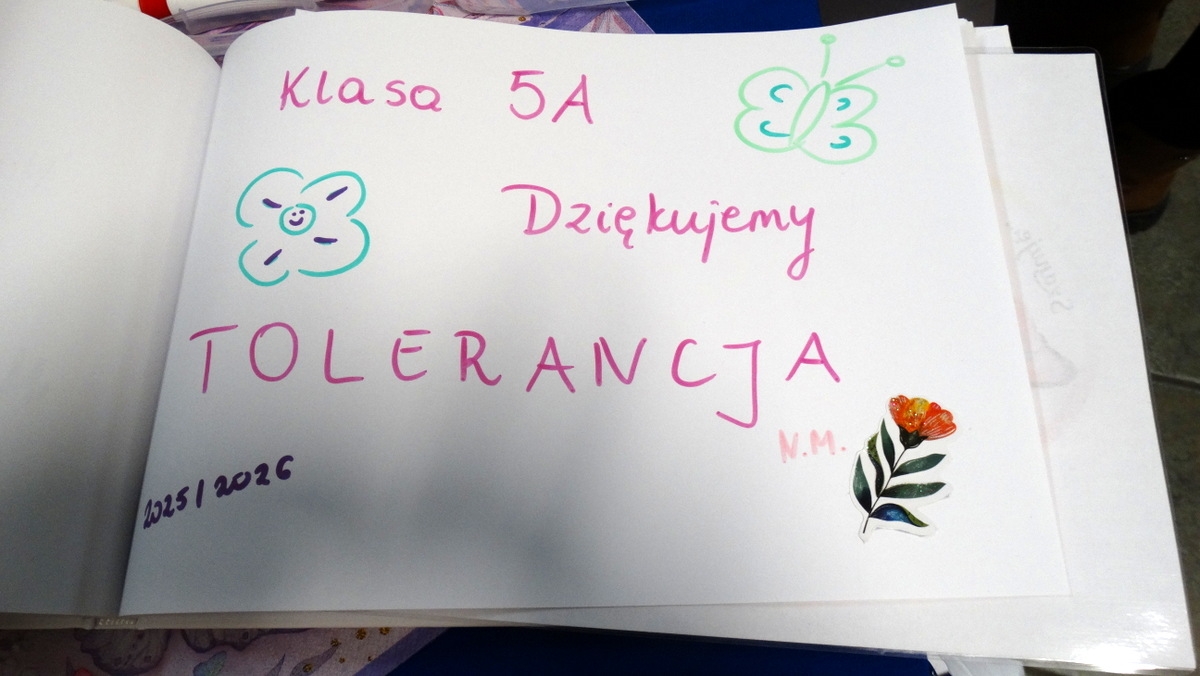 Klasa 5A
Dziękujemy
TOLERANCJA
N.M.
2025/2026